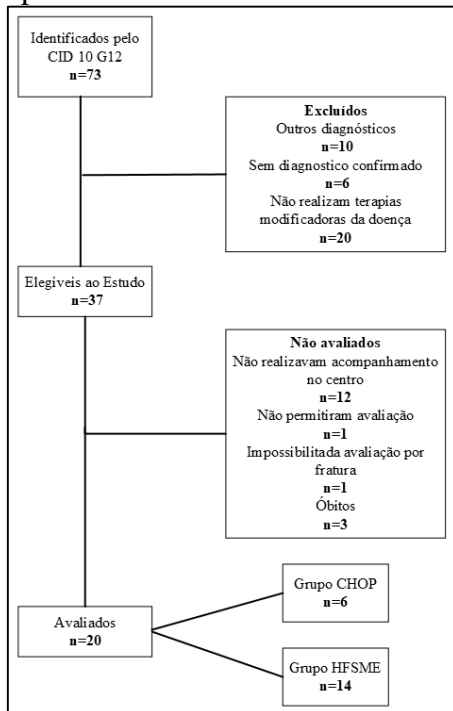 Identificados pelo
CID 10 G12
n=73
Excluídos
Outros diagnósticos
n=10
Sem diagnostico confirmado
n=6
Não realizam terapias
modificadoras da doença
n=20
Elegíveis ao Estudo
n=37
Não avaliados
Não realizavam acompanhamento
no centro
n=12
Não permitiram avaliação
n=1
Impossibilitada avaliação por
fratura
n=1
Óbitos
n=3
Grupo CHOP
n=6
Avaliados
n=20
Grupo HFSME
n=14